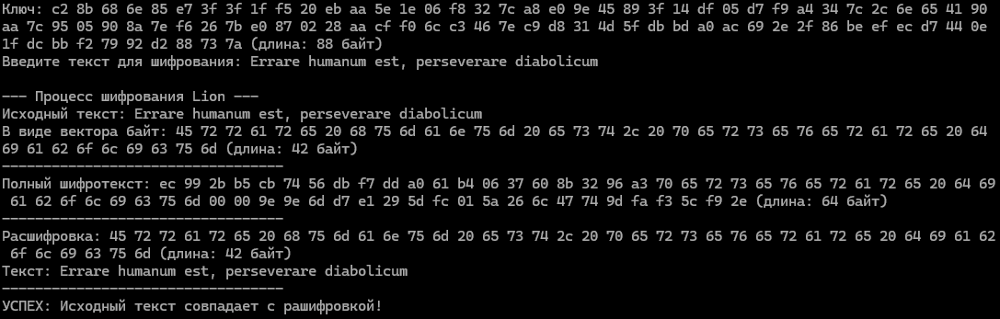 Ключ: c2 8b 68 6e 85 e7 3f 3f 1f f5 20 eb aa 5e 1e 06 f8 32 7c a8 e0 9e 45 89 3f 14 df 05 d7 f9 a4 34 7c 2c 6e 65 41 90
aa 7c 95 05 90 8a 7e f6 26 7b e0 87 02 28 aa cf f0 6c c3 46 7e c9 d8 31 4d 5f db bd a0 ac 69 2e 2f 86 be ef ec d7 44 0e
1f dc bb f2 79 92 d2 88 73 7a (длина: 88 байт)
Введите текст для шифрования: Errare humanum est, perseverare diabolicum
--- Процесс шифрования Lion ---
Исходный текст: Errare humanum est, perseverare diabolicum
В виде вектора байт: 45 72 72 61 72 65 20 68 75 6d 61 6e 75 6d 20 65 73 74 2c 20 70 65 72 73 65 76 65 72 61 72 65 20 64
69 61 62 6f 6c 69 63 75 6d (длина: 42 байт)
----------------------------------
Полный шифротекст: ec 99 2b b5 cb 74 56 db f7 dd a0 61 b4 06 37 60 8b 32 96 a3 70 65 72 73 65 76 65 72 61 72 65 20 64 69
61 62 6f 6c 69 63 75 6d 00 00 9e 9e 6d d7 e1 29 5d fc 01 5a 26 6c 47 74 9d fa f3 5c f9 2e (длина: 64 байт)
----------------------------------
Расшифровка: 45 72 72 61 72 65 20 68 75 6d 61 6e 75 6d 20 65 73 74 2c 20 70 65 72 73 65 76 65 72 61 72 65 20 64 69 61 62
6f 6c 69 63 75 6d (длина: 42 байт)
Текст: Errare humanum est, perseverare diabolicum
----------------------------------
УСПЕХ: Исходный текст совпадает с рашифровкой!